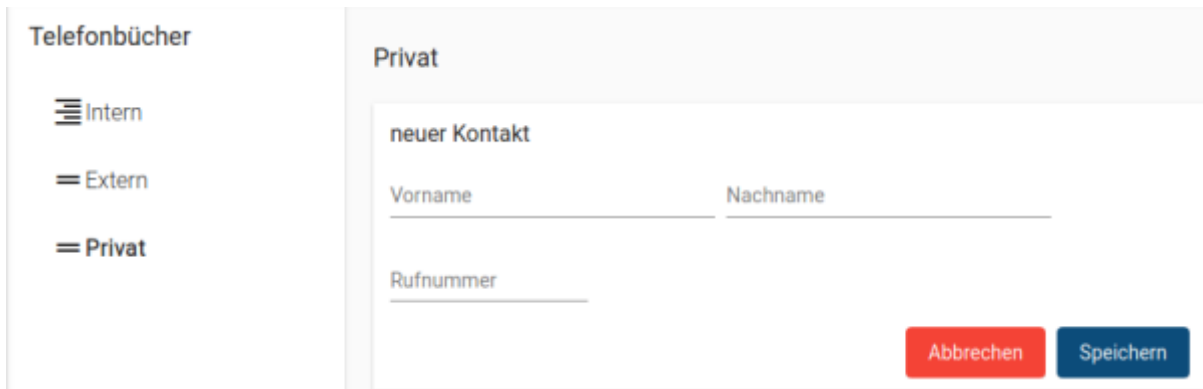 Telefonbücher
Intern
Extern
Privat
Privat
neuer Kontakt
Vorname Nachname
Rufnummer
Abbrechen Speichern